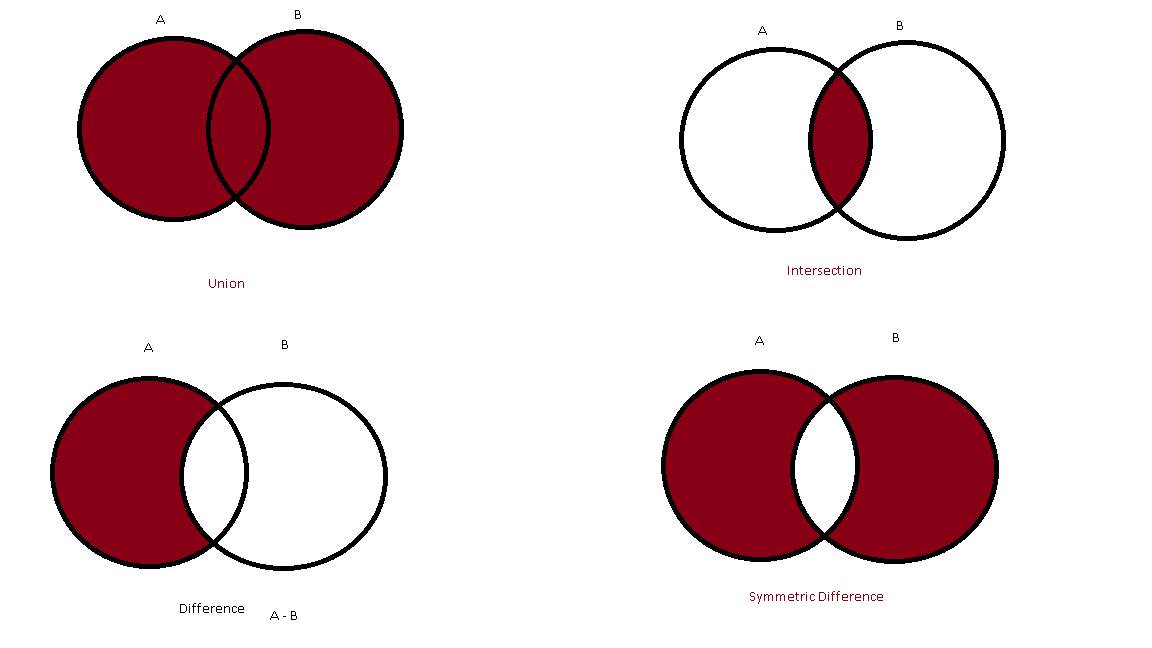 A B
Union
A B
Intersection
A B
Difference A - B
A B
Symmetric Difference